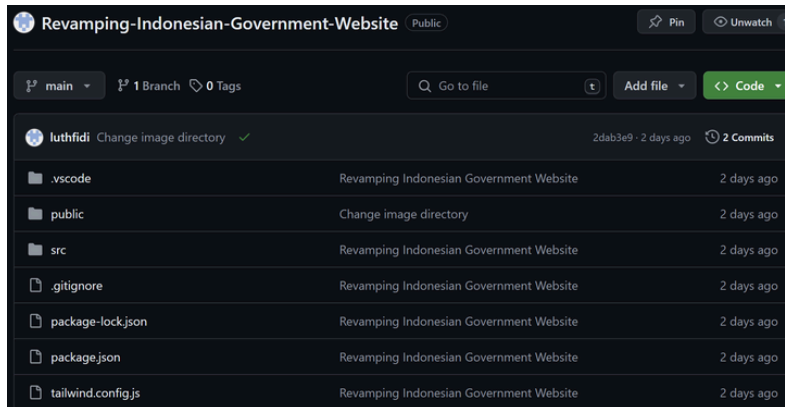 Revamping-Indonesian-Government-Website Public Pin Unwatch
main 1 Branch 0 Tags Go to file t Add file Code
luthfidi Change image directory 2dab3e9 · 2 days ago 2 Commits
.vscode Revamping Indonesian Government Website 2 days ago
public Change image directory 2 days ago
src Revamping Indonesian Government Website 2 days ago
.gitignore Revamping Indonesian Government Website 2 days ago
package-lock.json Revamping Indonesian Government Website 2 days ago
package.json Revamping Indonesian Government Website 2 days ago
tailwind.config.js Revamping Indonesian Government Website 2 days ago